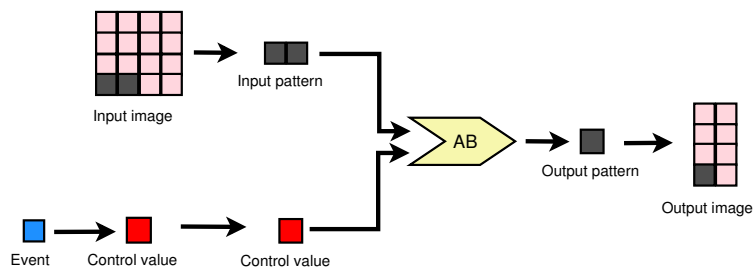 Input image
Input pattern
AB
Output pattern
Output image
Event
Control value
Control value